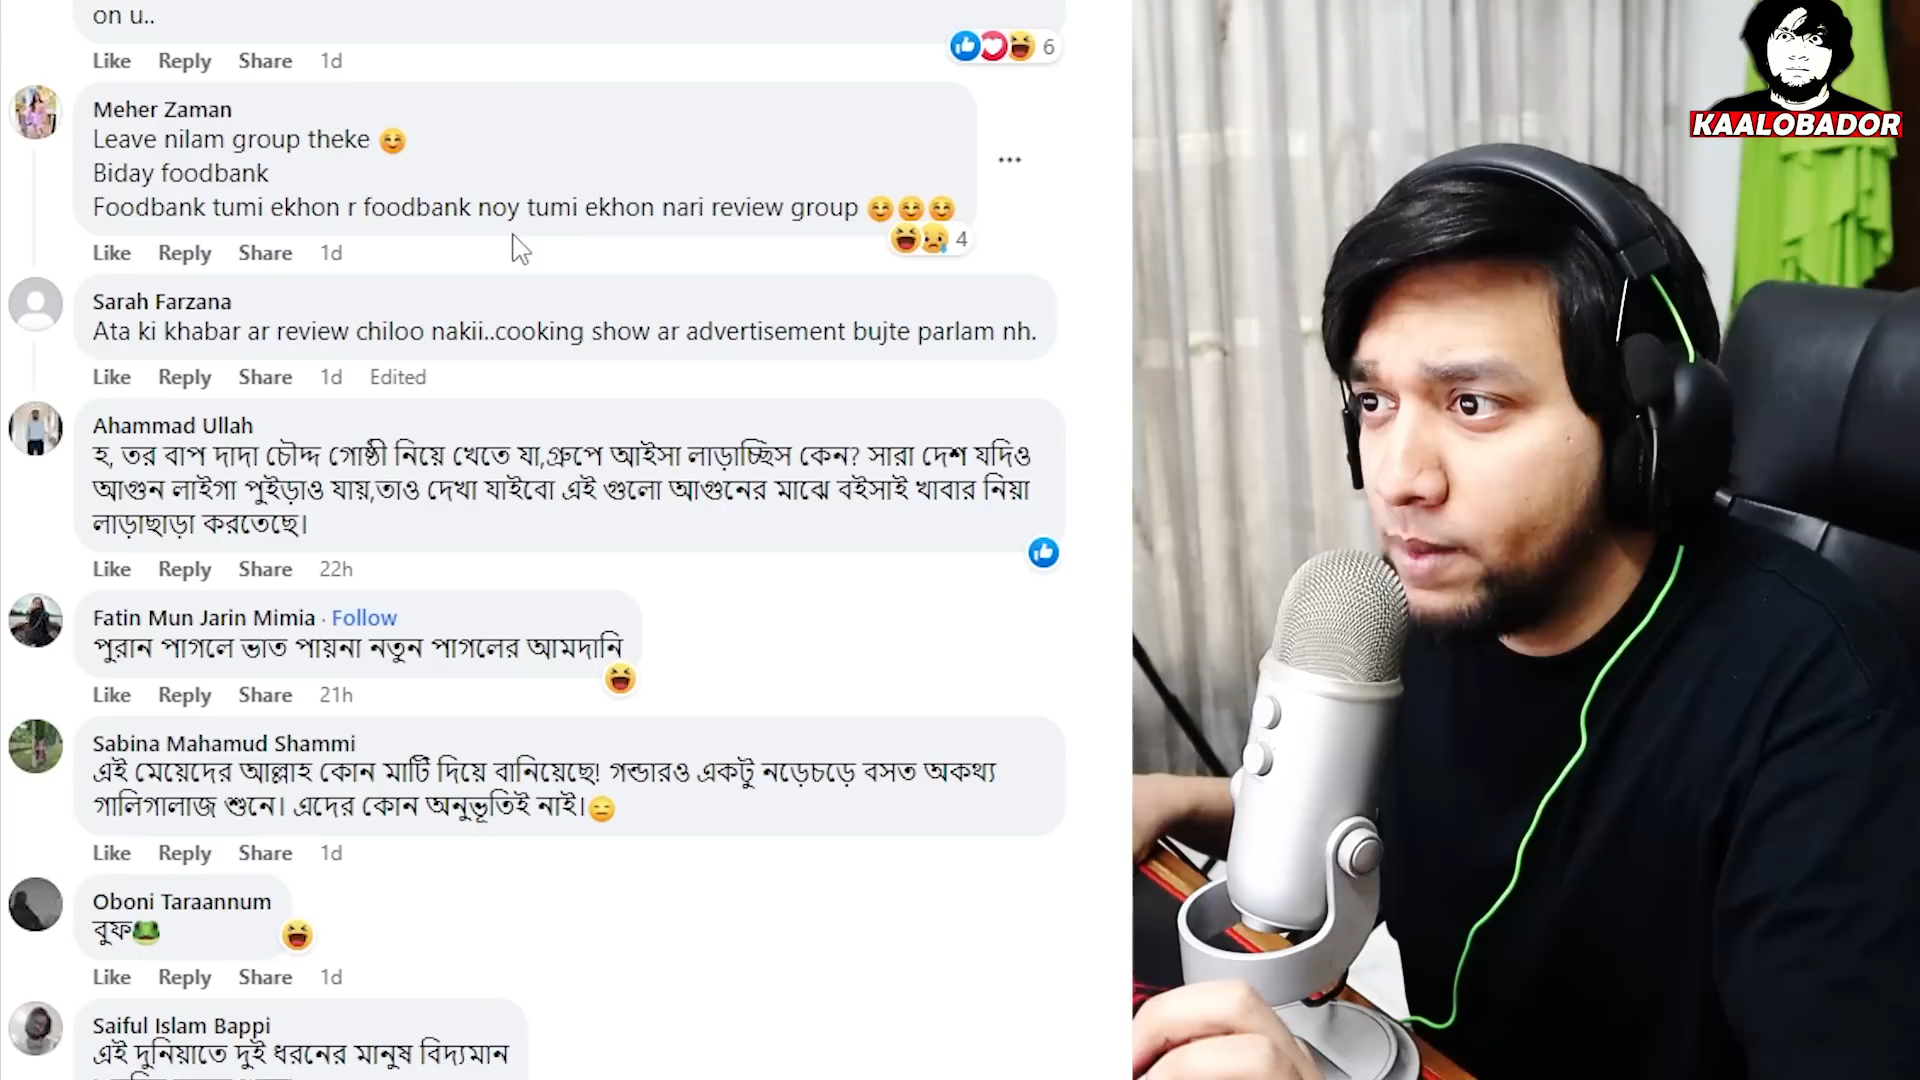 on u..
Like Reply Share 1d
6
Meher Zaman
Leave nilam group theke
Biday foodbank
Foodbank tumi ekhon r foodbank noy tumi ekhon nari review group
4
Like Reply Share 1d
Sarah Farzana
Ata ki khabar ar review chiloo nakii..cooking show ar advertisement bujte parlam nh.
Like Reply Share 1d Edited
Ahammad Ullah
হ, তর বাপ দাদা চৌদ্দ গোষ্ঠী নিয়ে খেতে যা,গ্রুপে আইসা লাড়াচ্ছিস কেন? সারা দেশ যদিও
আগুন লাইগা পুইড়াও যায়,তাও দেখা যাইবো এই গুলো আগুনের মাঝে বইসাই খাবার নিয়া
লাড়াছাড়া করতেছে।
Like Reply Share 22h
Fatin Mun Jarin Mimia · Follow
পুরান পাগলে ভাত পায়না নতুন পাগলের আমদানি
Like Reply Share 21h
Sabina Mahamud Shammi
এই মেয়েদের আল্লাহ কোন মাটি দিয়ে বানিয়েছে! গন্ডারও একটু নড়েচড়ে বসত অকথ্য
গালিগালাজ শুনে। এদের কোন অনুভূতিই নাই।
Like Reply Share 1d
Oboni Taraannum
বুফ
Like Reply Share 1d
Saiful Islam Bappi
এই দুনিয়াতে দুই ধরনের মানুষ বিদ্যমান
KAALOBADOR